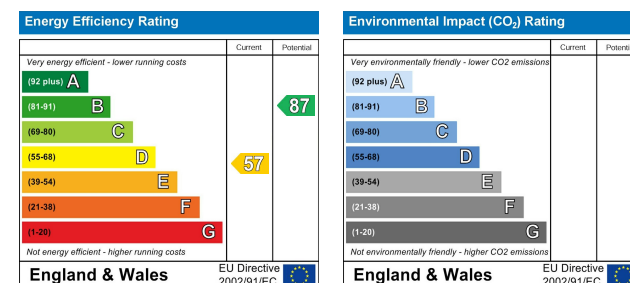 Energy Efficiency Rating
Current Potential
Very energy efficient - lower running costs
(92 plus) A
(81-91) B
87
(69-80) C
(55-68) D
57
(39-54) E
(21-38) F
(1-20) G
Not energy efficient - higher running costs
England & Wales
EU Directive
2002/91/EC
Environmental Impact (CO2) Rating
Current Potential
Very environmentally friendly - lower CO2 emissions
(92 plus) A
(81-91) B
(69-80) C
(55-68) D
(39-54) E
(21-38) F
(1-20) G
Not environmentally friendly - higher CO2 emissions
England & Wales
EU Directive
2002/91/EC